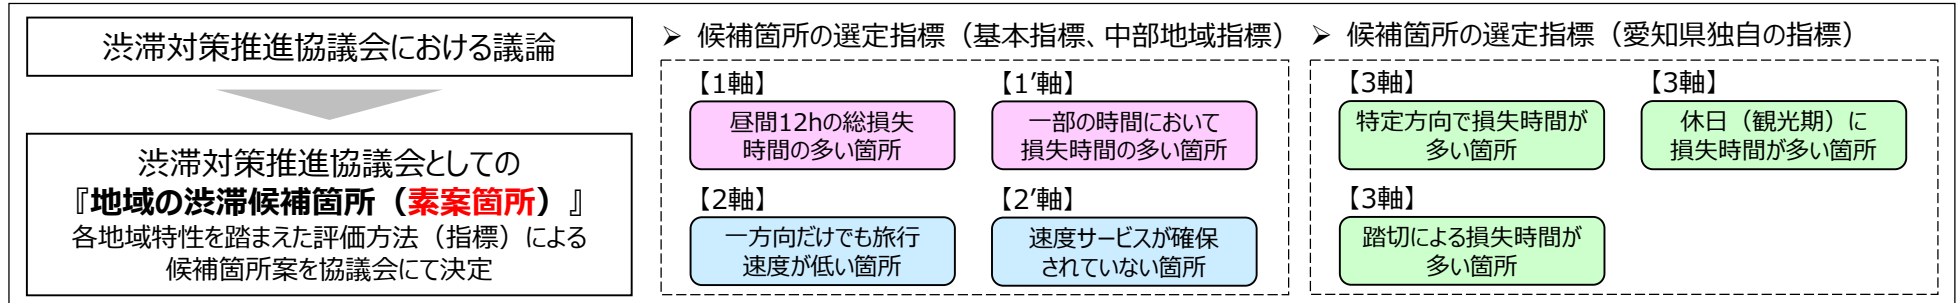 渋滞対策推進協議会における議論
渋滞対策推進協議会としての
『地域の渋滞候補箇所（素案箇所）』
各地域特性を踏まえた評価方法（指標）による
候補箇所案を協議会にて決定
➢ 候補箇所の選定指標（基本指標、中部地域指標）
【1軸】
昼間12hの総損失
時間の多い箇所
【1’軸】
一部の時間において
損失時間の多い箇所
【2軸】
一方向だけでも旅行
速度が低い箇所
【2’軸】
速度サービスが確保
されていない箇所
➢ 候補箇所の選定指標（愛知県独自の指標）
【3軸】
特定方向で損失時間が
多い箇所
【3軸】
休日（観光期）に
損失時間が多い箇所
【3軸】
踏切による損失時間が
多い箇所